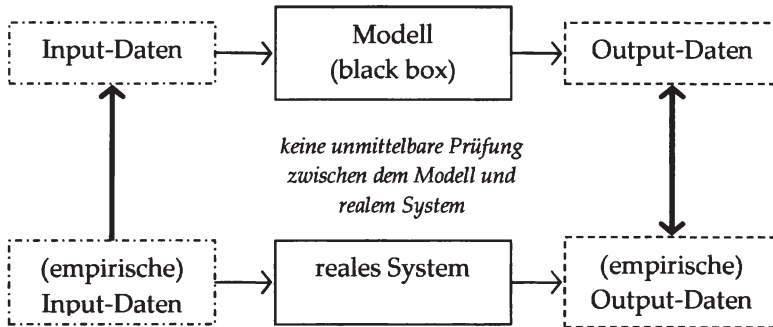 Input-Daten
Modell
(black box)
Output-Daten
keine unmittelbare Prüfung
zwischen dem Modell und
realem System
(empirische)
Input-Daten
reales System
(empirische)
Output-Daten